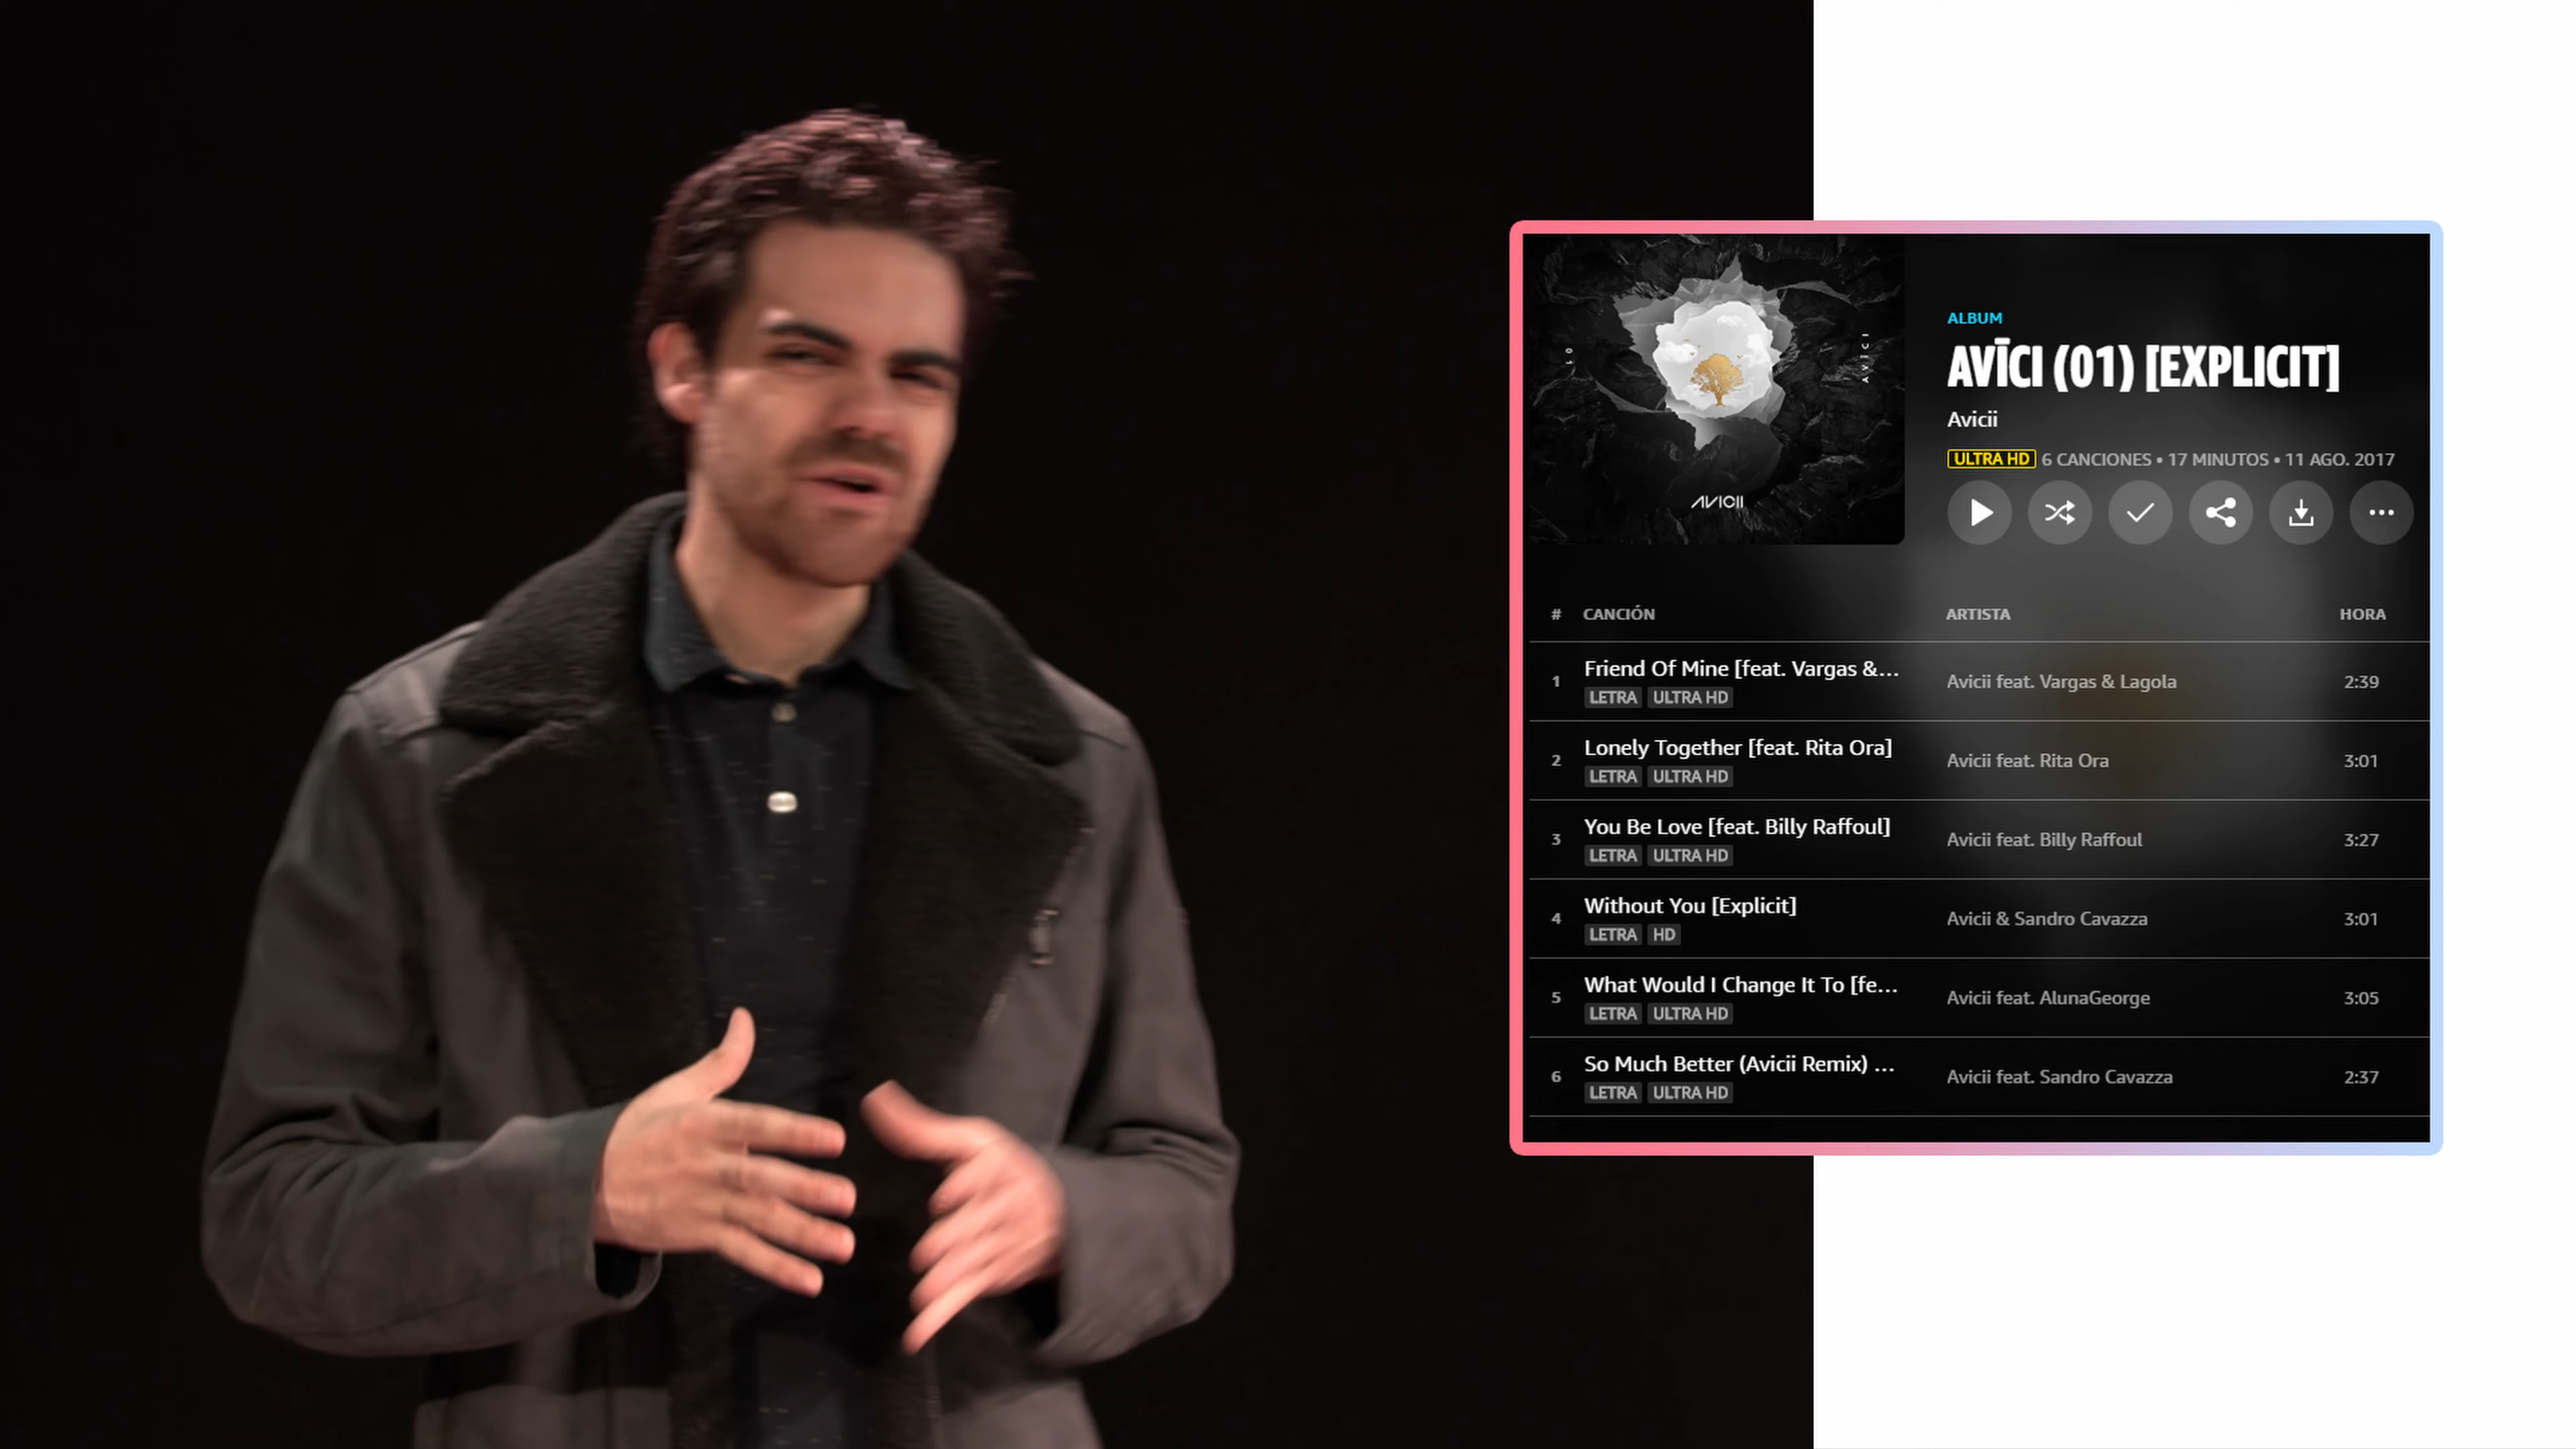 ALBUM
AVĪCI (01) [EXPLICIT]
Avicii
ULTRA HD 6 CANCIONES • 17 MINUTOS • 11 AGO. 2017
01
AVĪCI
AVICII
# CANCIÓN ARTISTA HORA
1 Friend Of Mine [feat. Vargas &... Avicii feat. Vargas & Lagola 2:39
LETRA ULTRA HD
2 Lonely Together [feat. Rita Ora] Avicii feat. Rita Ora 3:01
LETRA ULTRA HD
3 You Be Love [feat. Billy Raffoul] Avicii feat. Billy Raffoul 3:27
LETRA ULTRA HD
4 Without You [Explicit] Avicii & Sandro Cavazza 3:01
LETRA HD
5 What Would I Change It To [fe... Avicii feat. AlunaGeorge 3:05
LETRA ULTRA HD
6 So Much Better (Avicii Remix) ... Avicii feat. Sandro Cavazza 2:37
LETRA ULTRA HD